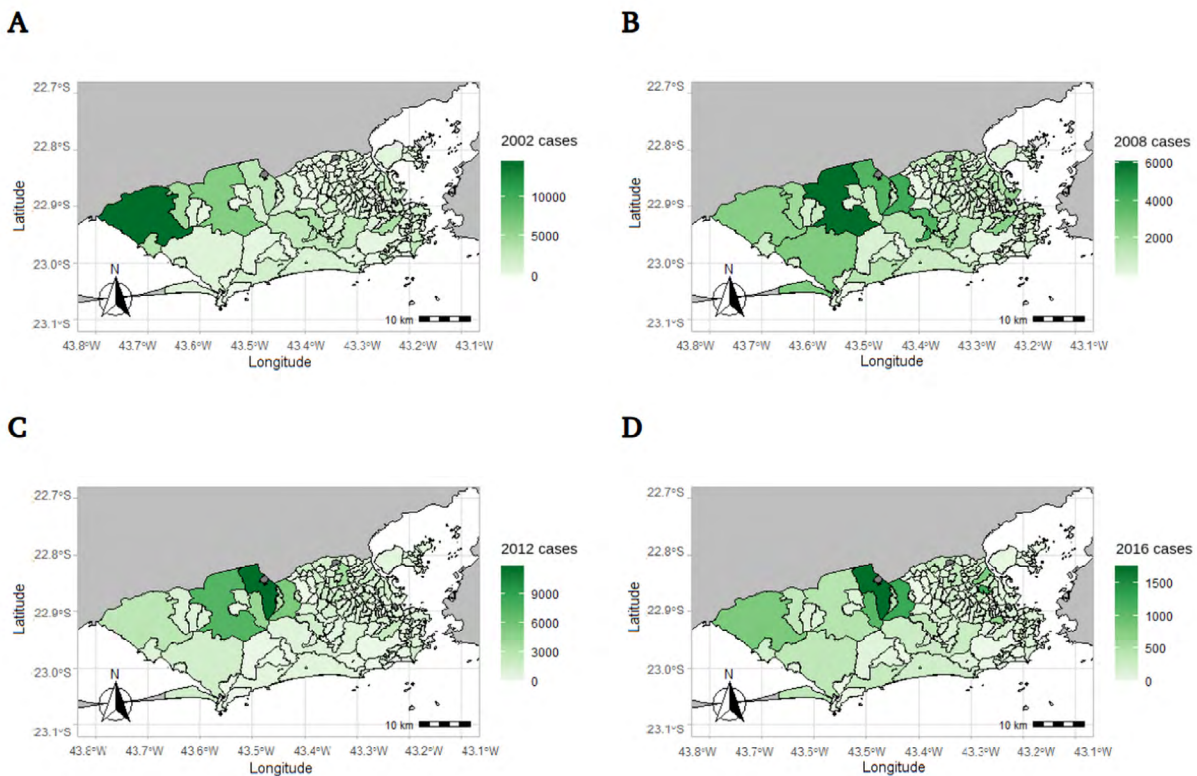 A
22.7°S
22.8°S
22.9°S
23.0°S
23.1°S
Latitude
N
10 km
43.8°W 43.7°W 43.6°W 43.5°W 43.4°W 43.3°W 43.2°W 43.1°W
Longitude
2002 cases
10000
5000
0
B
22.7°S
22.8°S
22.9°S
23.0°S
23.1°S
Latitude
N
10 km
43.8°W 43.7°W 43.6°W 43.5°W 43.4°W 43.3°W 43.2°W 43.1°W
Longitude
2008 cases
6000
4000
2000
C
22.7°S
22.8°S
22.9°S
23.0°S
23.1°S
Latitude
N
10 km
43.8°W 43.7°W 43.6°W 43.5°W 43.4°W 43.3°W 43.2°W 43.1°W
Longitude
2012 cases
9000
6000
3000
0
D
22.7°S
22.8°S
22.9°S
23.0°S
23.1°S
Latitude
N
10 km
43.8°W 43.7°W 43.6°W 43.5°W 43.4°W 43.3°W 43.2°W 43.1°W
Longitude
2016 cases
1500
1000
500
0